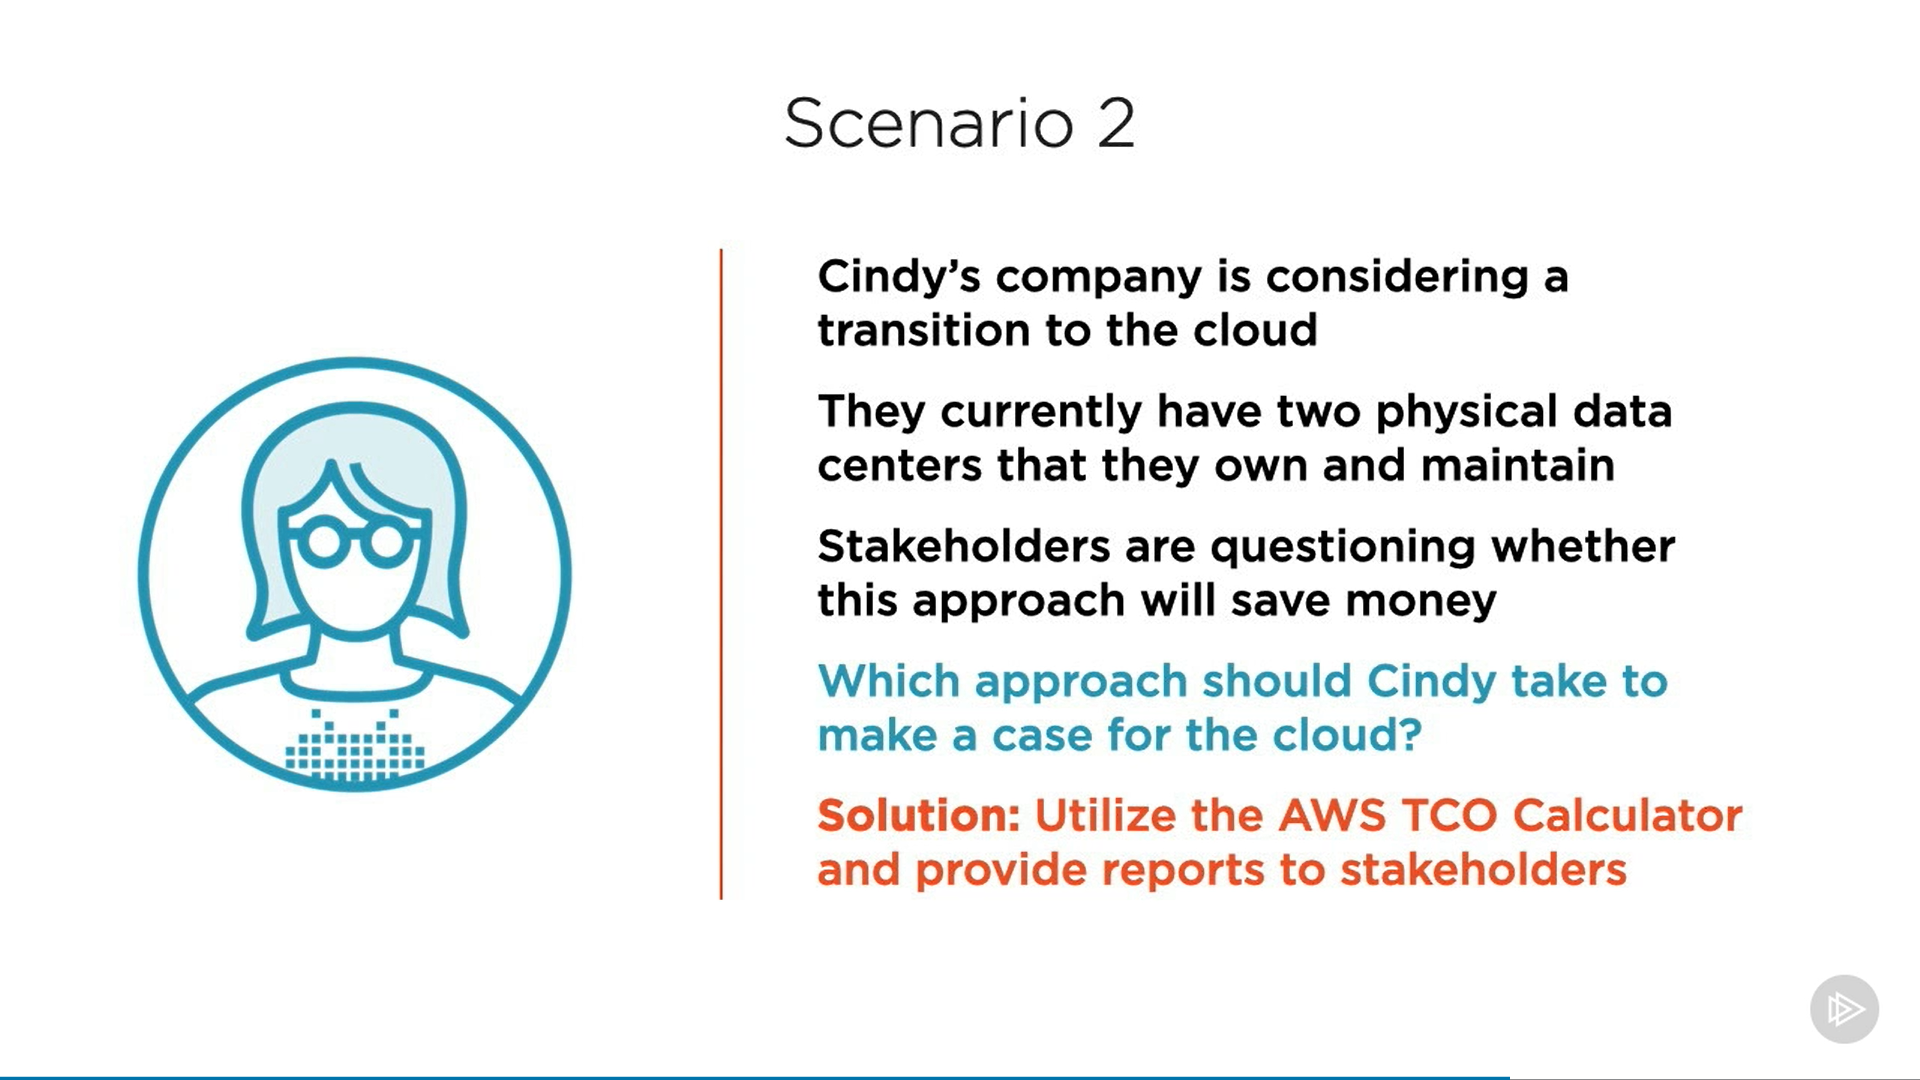 Scenario 2
Cindy’s company is considering a
transition to the cloud
They currently have two physical data
centers that they own and maintain
Stakeholders are questioning whether
this approach will save money
Which approach should Cindy take to
make a case for the cloud?
Solution: Utilize the AWS TCO Calculator
and provide reports to stakeholders